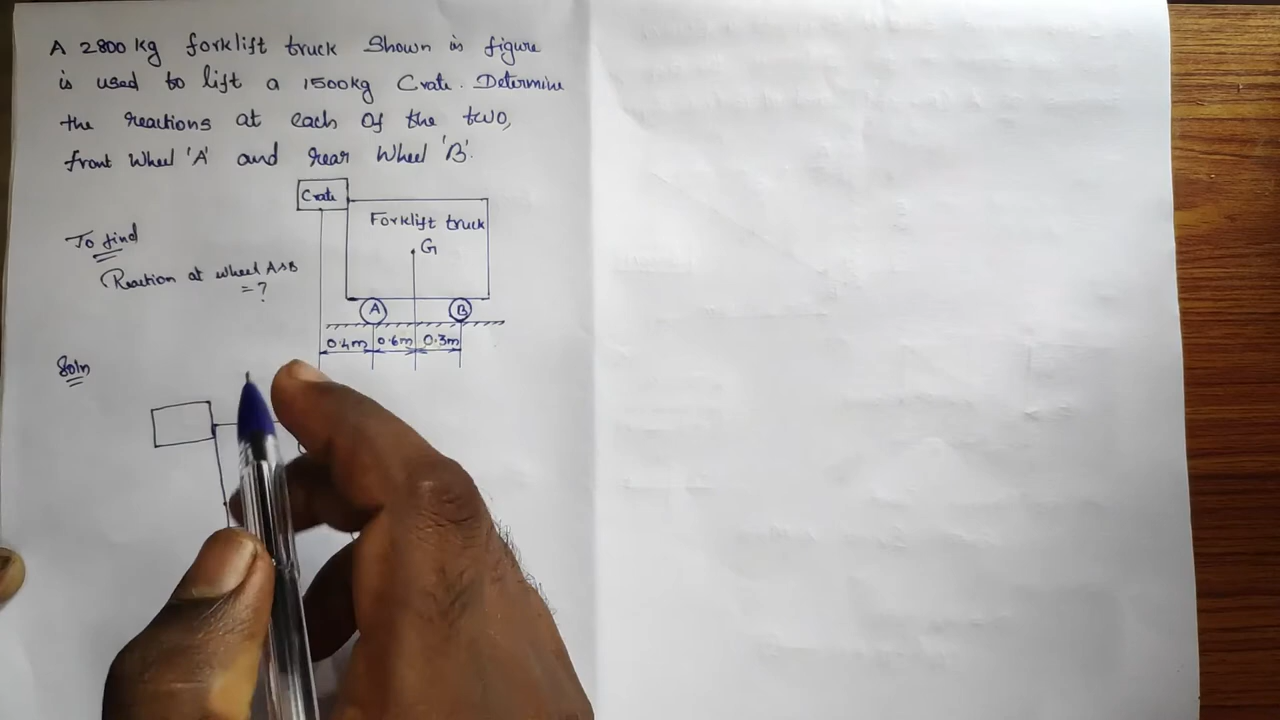 A 2800 kg forklift truck Shown in figure
is used to lift a 1500kg Crate. Determine
the reactions at each of the two,
front wheel 'A' and rear wheel 'B'.
Crate
Forklift truck
G
To find
Reaction at wheel A & B
= ?
A
B
0.4m 0.6m 0.3m
Soln